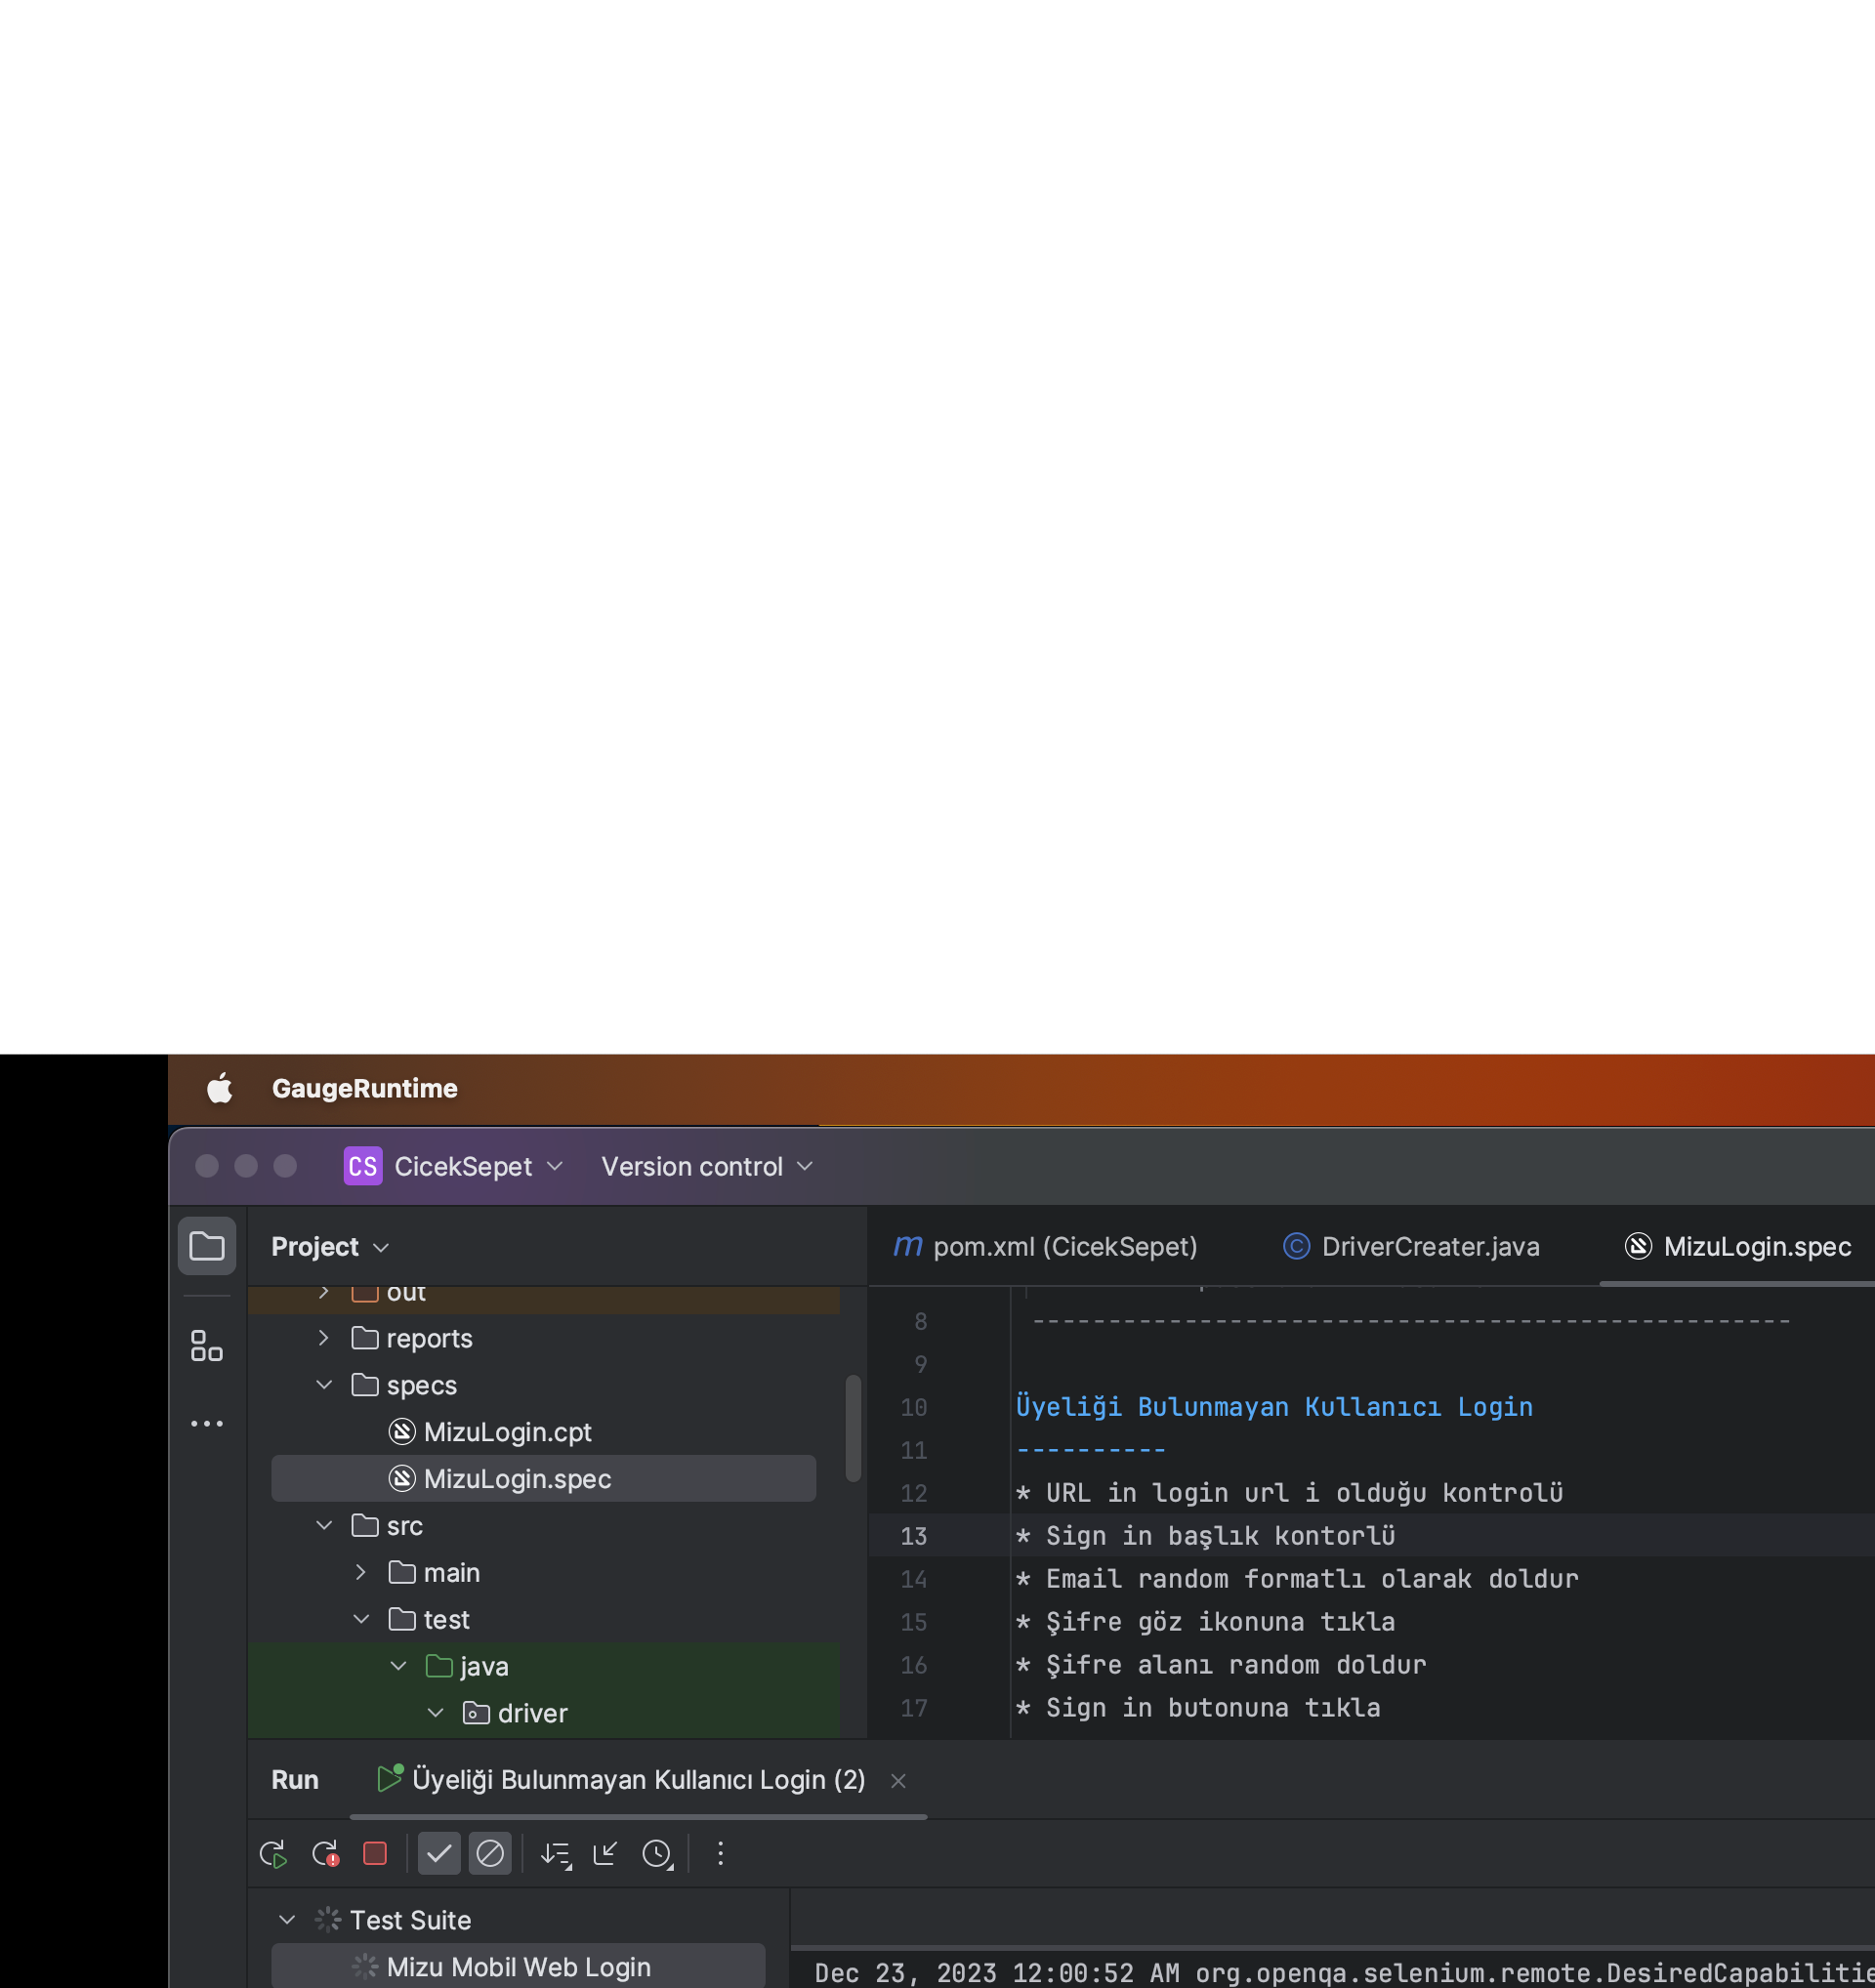 GaugeRuntime
CS CicekSepet Version control
Project
pom.xml (CicekSepet) DriverCreater.java MizuLogin.spec
out
reports
specs
MizuLogin.cpt
MizuLogin.spec
src
main
test
java
driver
8 --------------------------------------------------
9
10 Üyeliği Bulunmayan Kullanıcı Login
11 ----------
12 * URL in login url i olduğu kontrolü
13 * Sign in başlık kontorlü
14 * Email random formatlı olarak doldur
15 * Şifre göz ikonuna tıkla
16 * Şifre alanı random doldur
17 * Sign in butonuna tıkla
Run Üyeliği Bulunmayan Kullanıcı Login (2)
Test Suite
Mizu Mobil Web Login
Dec 23, 2023 12:00:52 AM org.openqa.selenium.remote.DesiredCapabiliti